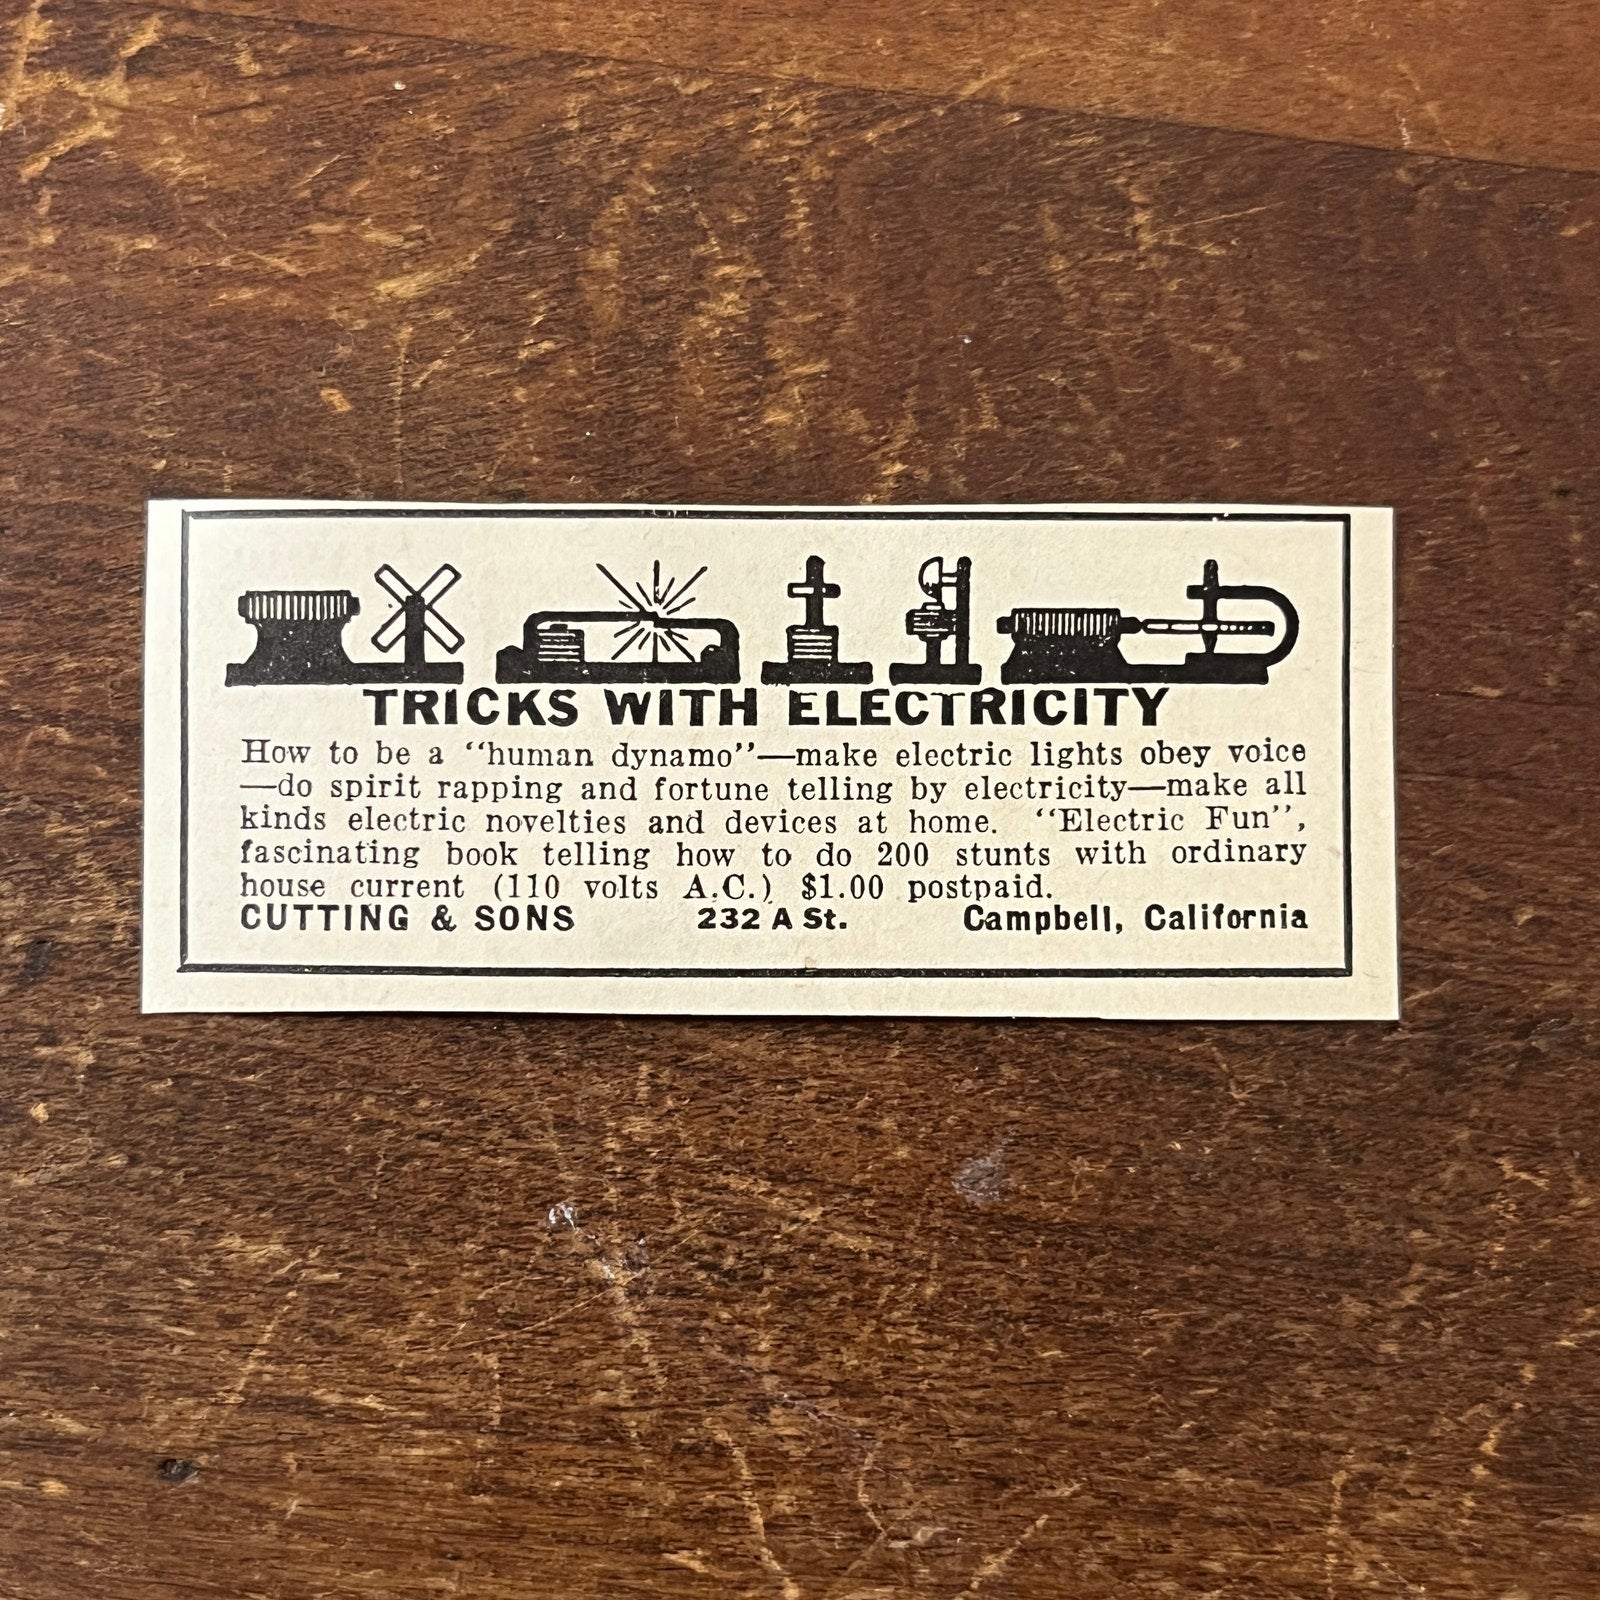 TRICKS WITH ELECTRICITY
How to be a “human dynamo”—make electric lights obey voice
—do spirit rapping and fortune telling by electricity—make all
kinds electric novelties and devices at home. “Electric Fun”,
fascinating book telling how to do 200 stunts with ordinary
house current (110 volts A.C.) $1.00 postpaid.
CUTTING & SONS 232 A St. Campbell, California